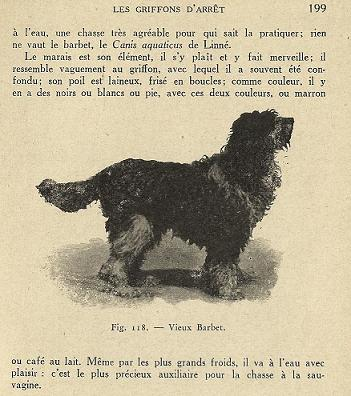 LES GRIFFONS D'ARRÊT 199
à l'eau, une chasse très agréable pour qui sait la pratiquer; rien
ne vaut le barbet, le Canis aquaticus de Linné.
Le marais est son élément, il s'y plaît et y fait merveille; il
ressemble vaguement au griffon, avec lequel il a souvent été con-
fondu; son poil est laineux, frisé en boucles; comme couleur, il y
en a des noirs ou blancs ou pie, avec ces deux couleurs, ou marron
Fig. 118. — Vieux Barbet.
ou café au lait. Même par les plus grands froids, il va à l'eau avec
plaisir : c'est le plus précieux auxiliaire pour la chasse à la sau-
vagine.